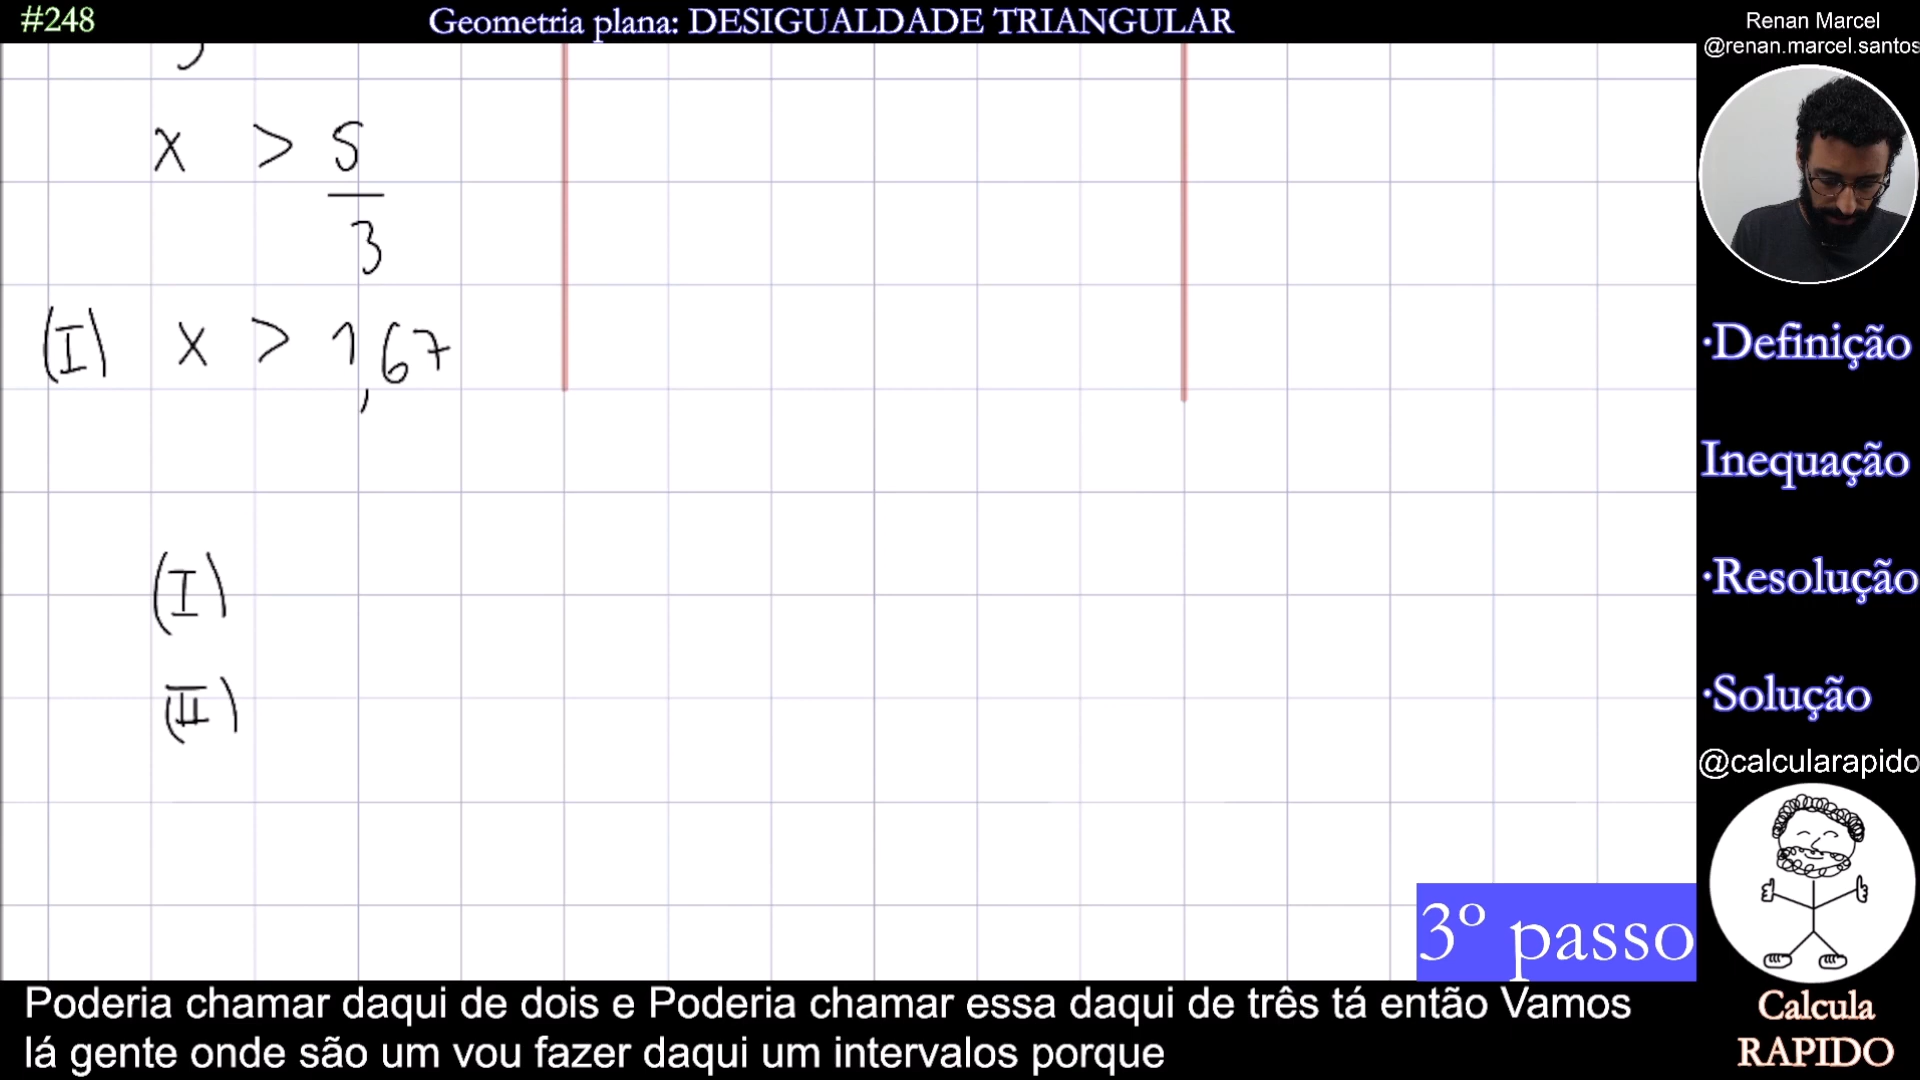 #248
Geometria plana: DESIGUALDADE TRIANGULAR
Renan Marcel
@renan.marcel.santos
x > 5
3
(I) x > 1,67
(I)
(II)
·Definição
Inequação
·Resolução
·Solução
@calcularapido
3º passo
Calcula
RAPIDO
Poderia chamar daqui de dois e Poderia chamar essa daqui de três tá então Vamos
lá gente onde são um vou fazer daqui um intervalos porque